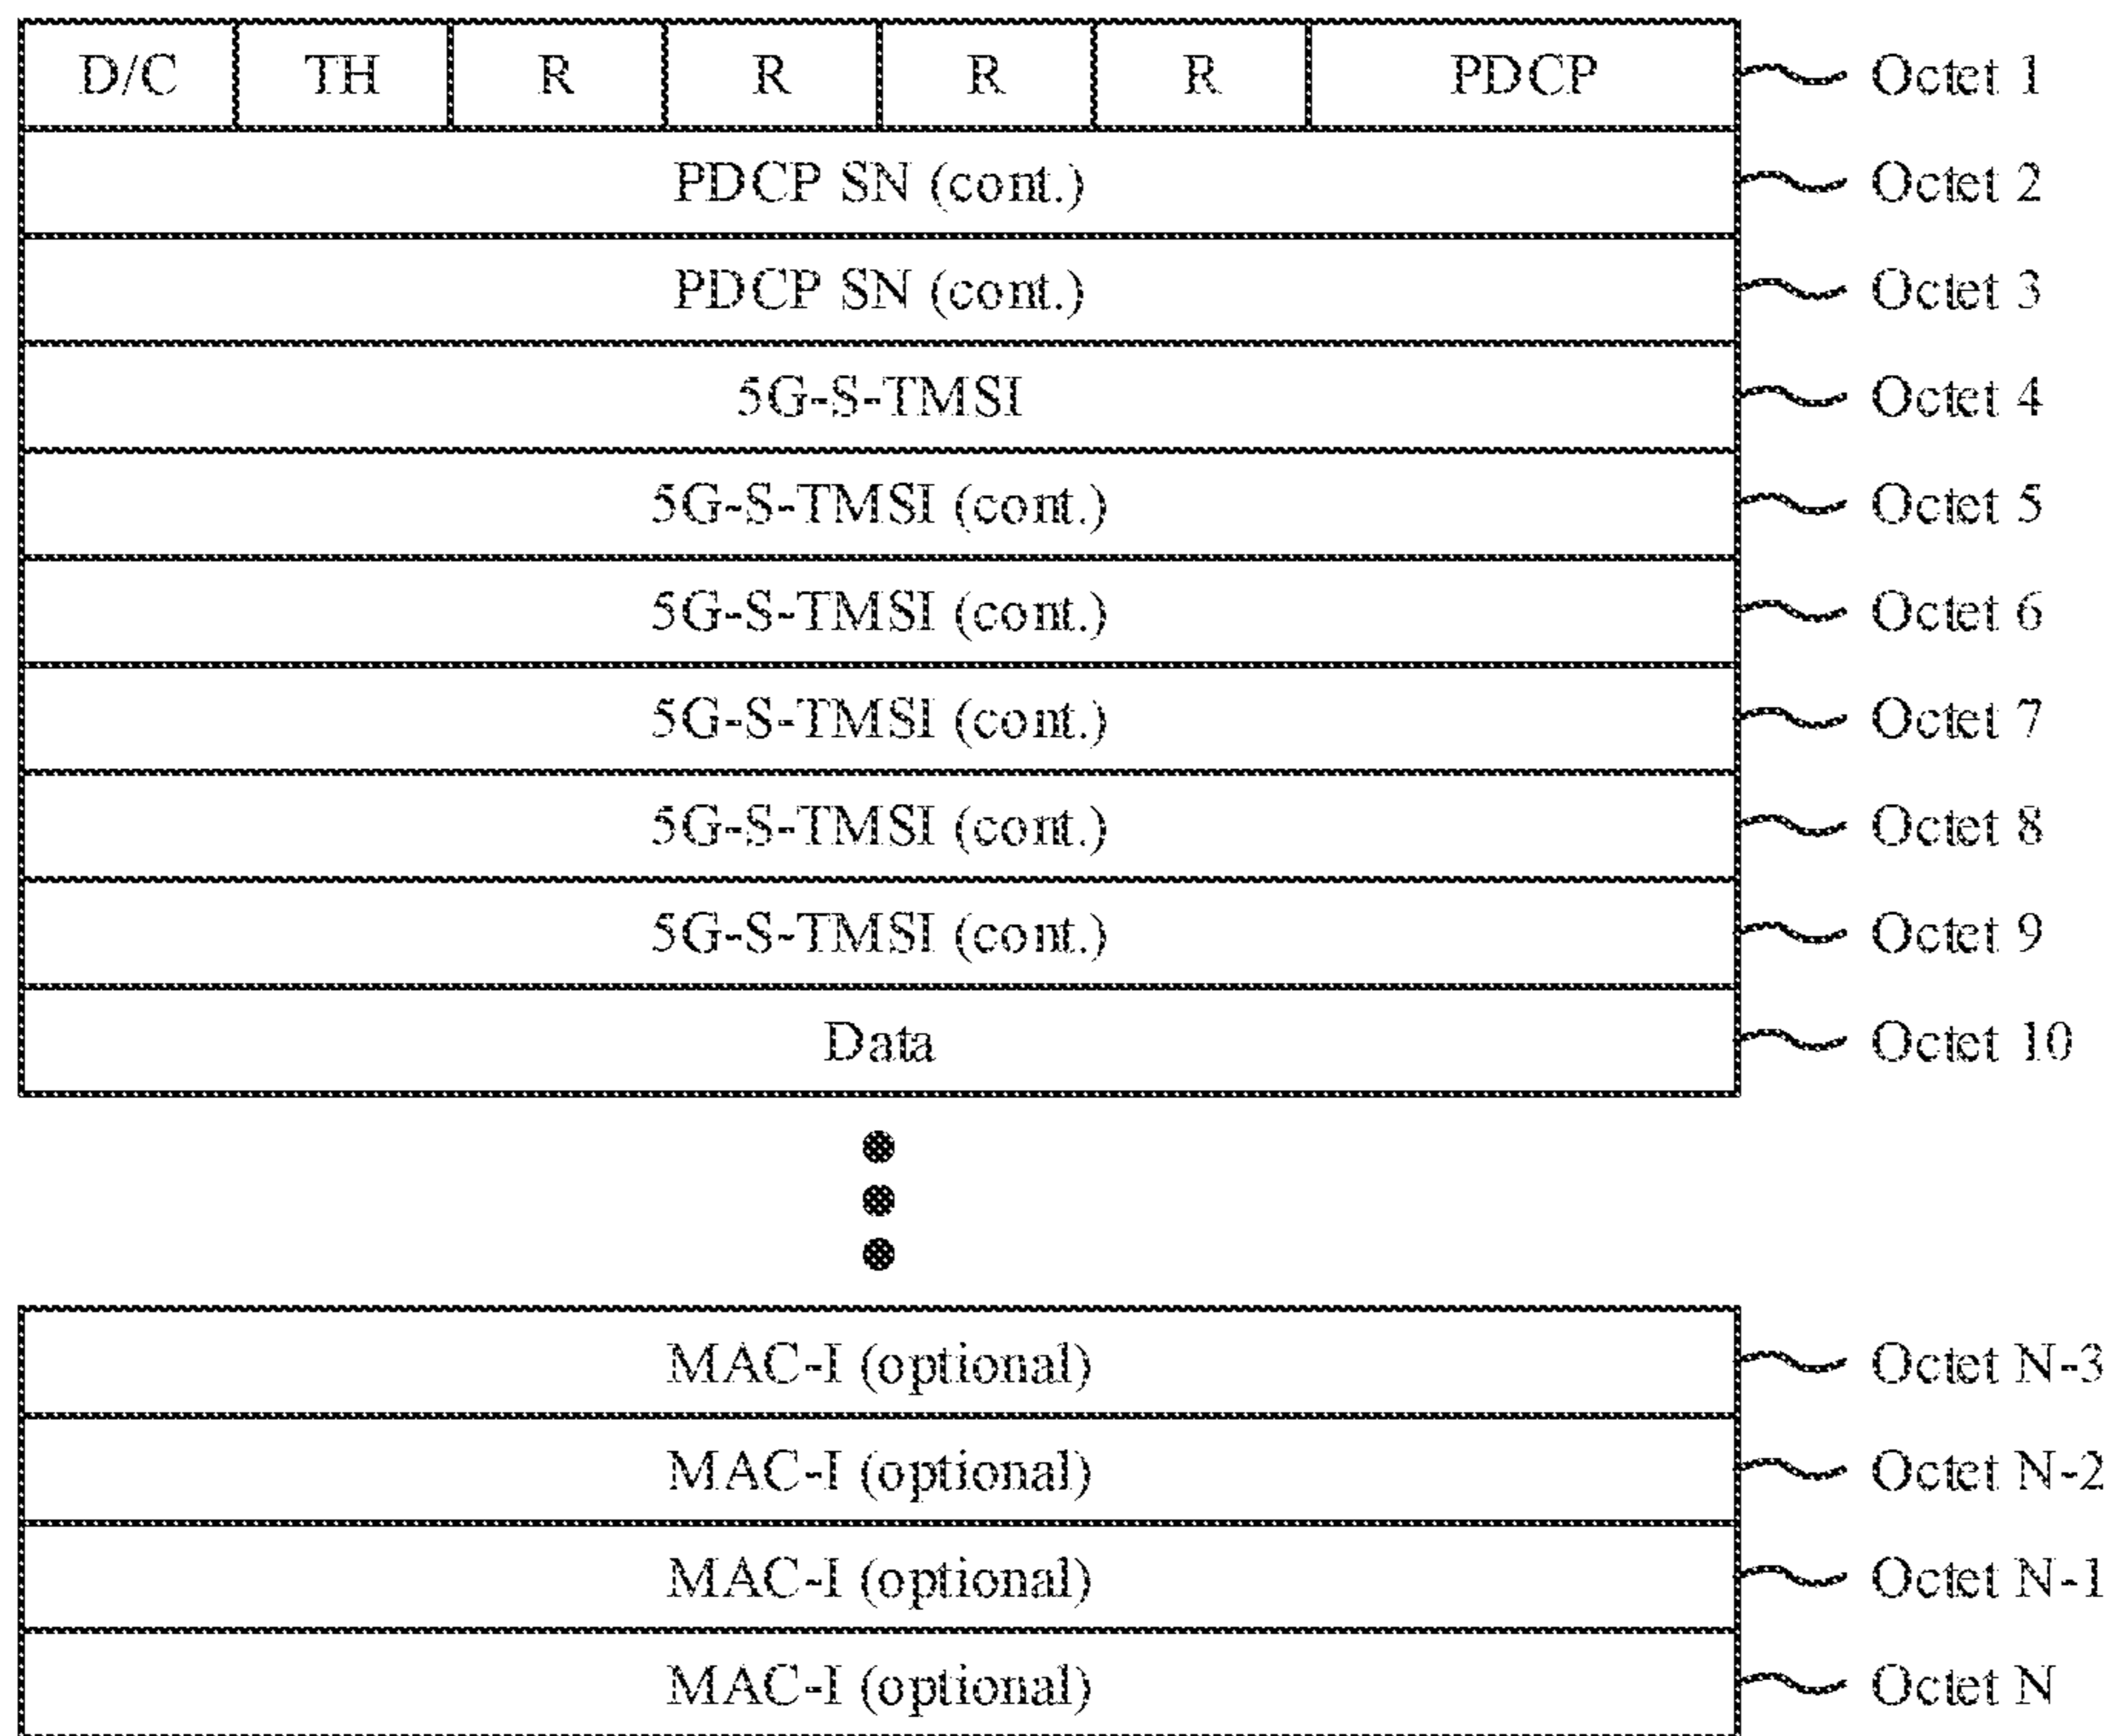 D/C TH R R R R PDCP Octet 1
PDCP SN (cont.) Octet 2
PDCP SN (cont.) Octet 3
5G-S-TMSI Octet 4
5G-S-TMSI (cont.) Octet 5
5G-S-TMSI (cont.) Octet 6
5G-S-TMSI (cont.) Octet 7
5G-S-TMSI (cont.) Octet 8
5G-S-TMSI (cont.) Octet 9
Data Octet 10
MAC-I (optional) Octet N-3
MAC-I (optional) Octet N-2
MAC-I (optional) Octet N-1
MAC-I (optional) Octet N